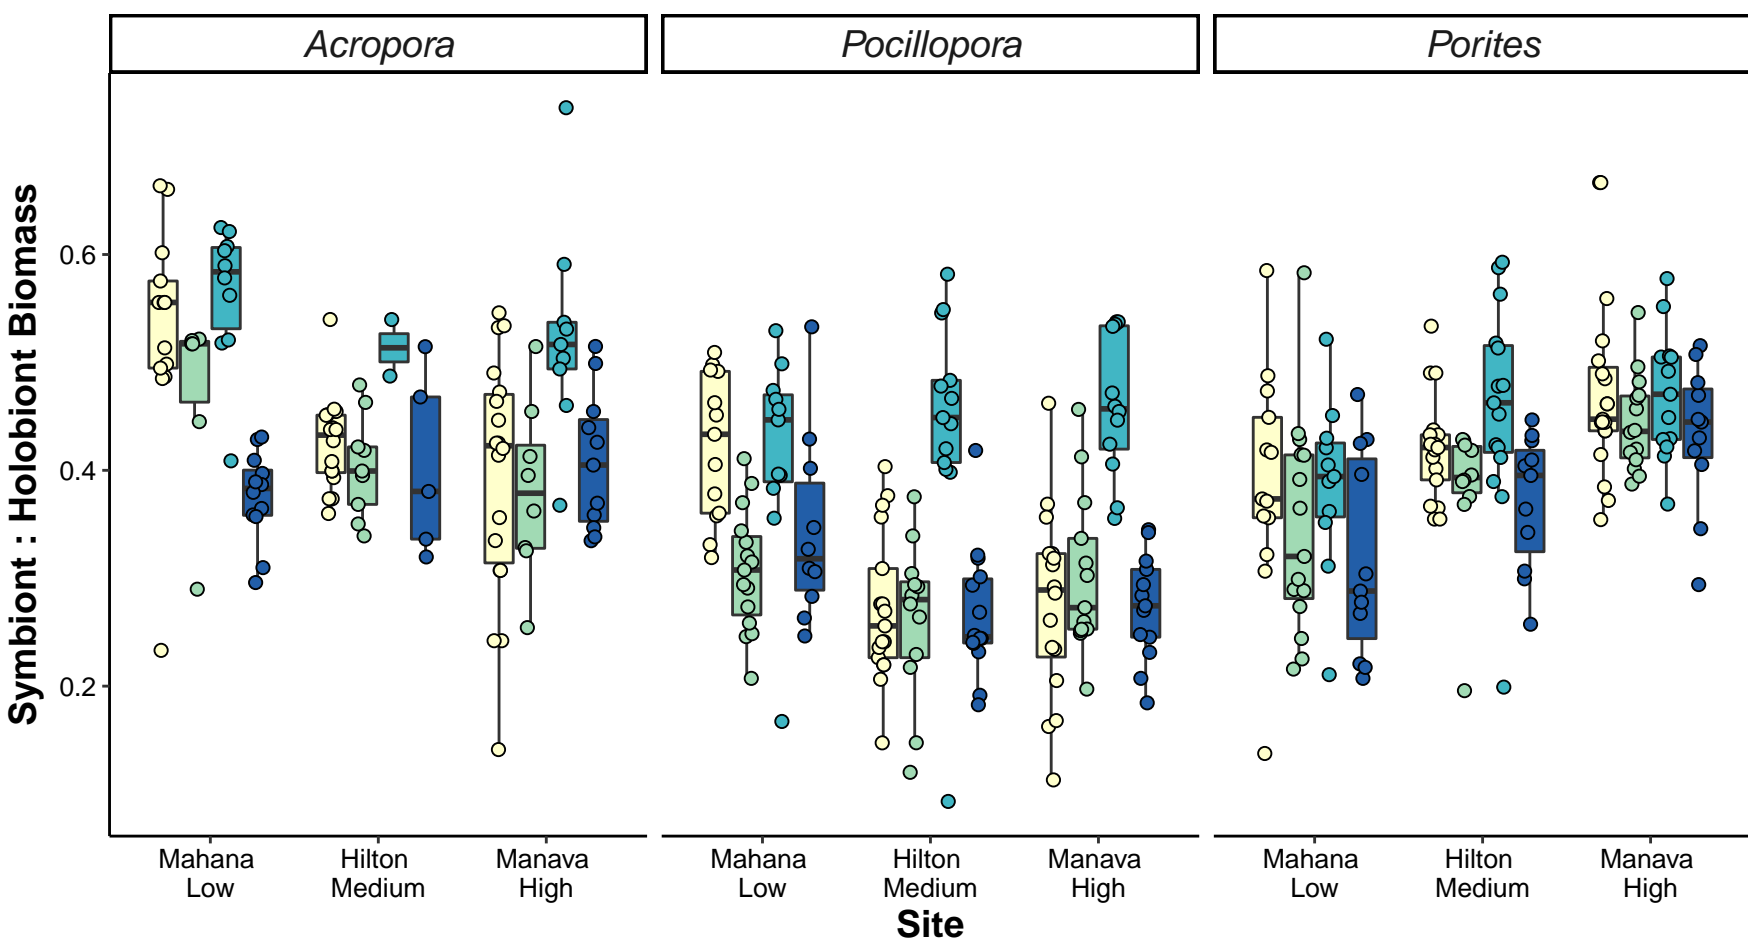 Acropora Pocillopora Porites
Symbiont : Holobiont Biomass
0.6
0.4
0.2
Mahana Hilton Manava Mahana Hilton Manava Mahana Hilton Manava
Low Medium High Low Medium High Low Medium High
Site